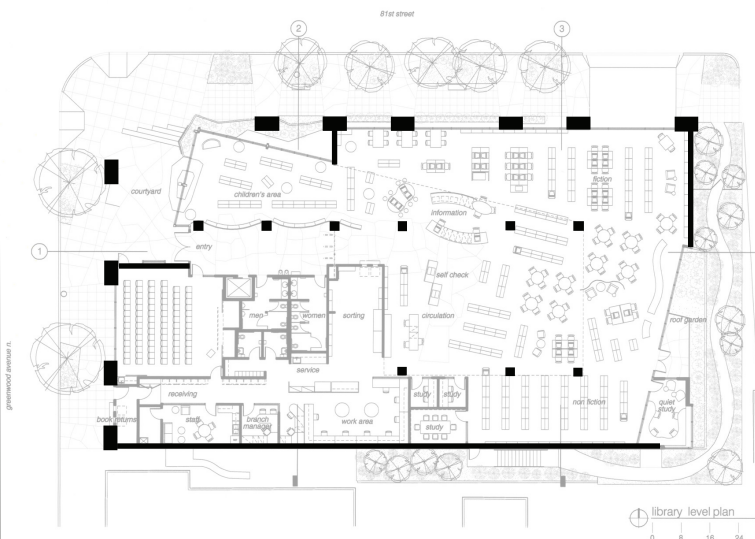 81st street
2
3
courtyard
children's area
fiction
information
1
entry
self check
men
women
sorting
circulation
roof garden
greenwood avenue n.
service
receiving
study
study
non fiction
quiet
study
book returns
staff
branch
manager
work area
study
library level plan
0
8
16
24